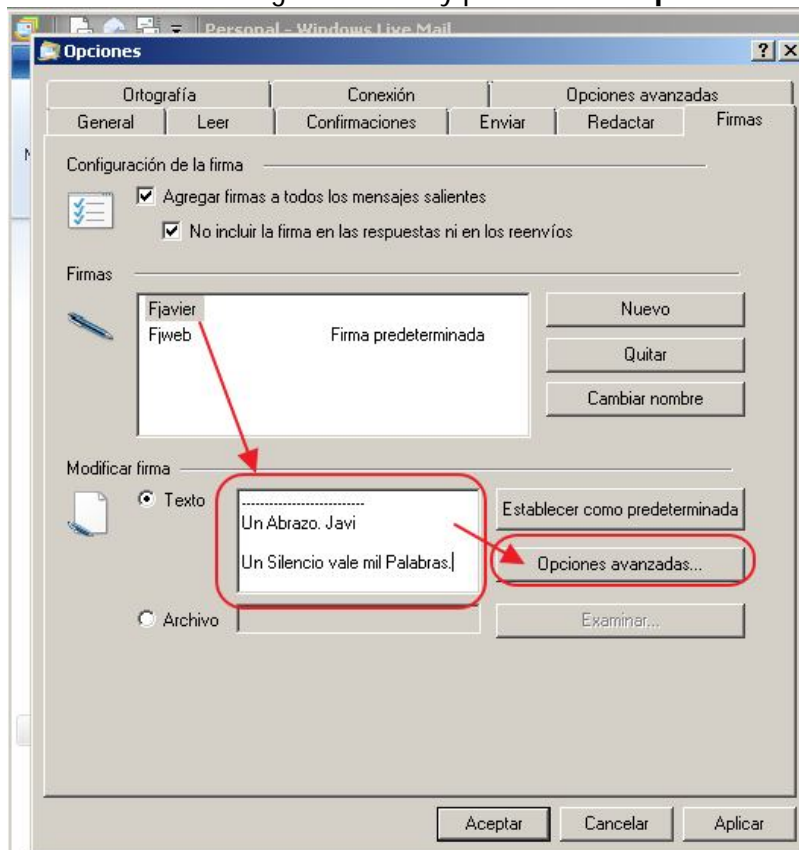 Personal - Windows Live Mail
Opciones
Ortografía Conexión Opciones avanzadas
General Leer Confirmaciones Enviar Redactar Firmas
Configuración de la firma
Agregar firmas a todos los mensajes salientes
No incluir la firma en las respuestas ni en los reenvíos
Firmas
Fjavier
Fjweb Firma predeterminada
Nuevo
Quitar
Cambiar nombre
Modificar firma
Texto
--------------------------
Un Abrazo. Javi
Un Silencio vale mil Palabras.
Establecer como predeterminada
Opciones avanzadas...
Archivo
Examinar...
Aceptar Cancelar Aplicar